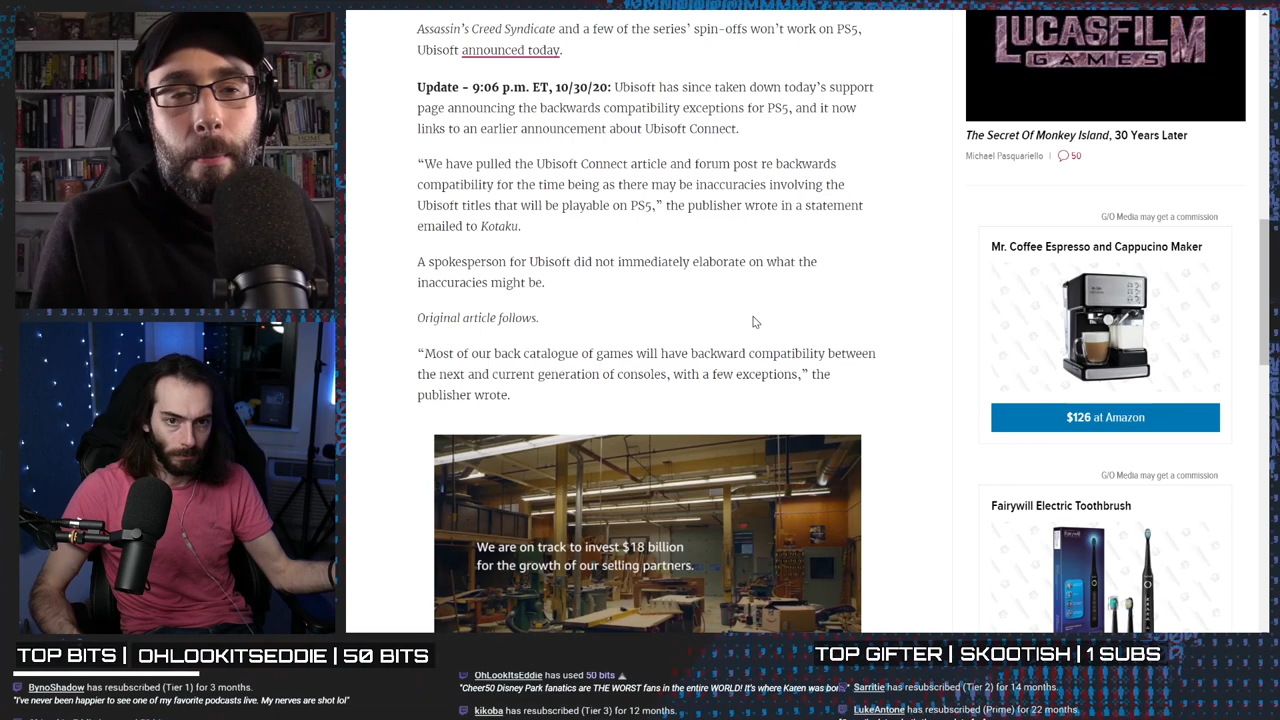 Assassin's Creed Syndicate and a few of the series' spin-offs won't work on PS5,
Ubisoft announced today.
Update - 9:06 p.m. ET, 10/30/20: Ubisoft has since taken down today's support
page announcing the backwards compatibility exceptions for PS5, and it now
links to an earlier announcement about Ubisoft Connect.
“We have pulled the Ubisoft Connect article and forum post re backwards
compatibility for the time being as there may be inaccuracies involving the
Ubisoft titles that will be playable on PS5,” the publisher wrote in a statement
emailed to Kotaku.
A spokesperson for Ubisoft did not immediately elaborate on what the
inaccuracies might be.
Original article follows.
“Most of our back catalogue of games will have backward compatibility between
the next and current generation of consoles, with a few exceptions,” the
publisher wrote.
We are on track to invest $18 billion
for the growth of our selling partners.
LUCASFILM
GAMES
The Secret Of Monkey Island, 30 Years Later
Michael Pasquariello | 50
G/O Media may get a commission
Mr. Coffee Espresso and Cappucino Maker
$126 at Amazon
G/O Media may get a commission
Fairywill Electric Toothbrush
TOP BITS | OHLOOKITSEDDIE | 50 BITS
TOP GIFTER | SKOOTISH | 1 SUBS
BynoShadow has resubscribed (Tier 1) for 3 months.
"I've never been happier to see one of my favorite podcasts live. My nerves are shot lol"
OhLookItsEddie has used 50 bits
"Cheer50 Disney Park fanatics are THE WORST fans in the entire WORLD! It's where Karen was
kikoba has resubscribed (Tier 3) for 12 months.
Sarritie has resubscribed (Tier 2) for 14 months.
LukeAntone has resubscribed (Prime) for 22 months.